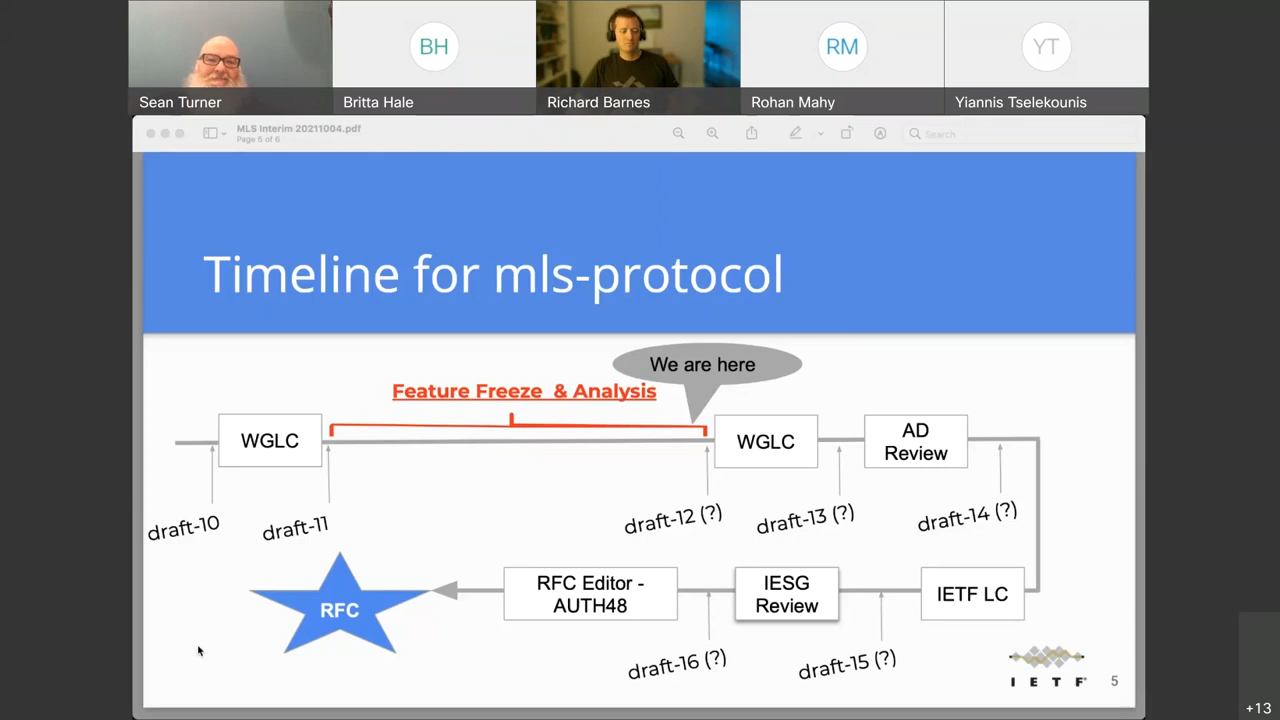 BH
RM
YT
Sean Turner
Britta Hale
Richard Barnes
Rohan Mahy
Yiannis Tselekounis
MLS Interim 20211004.pdf
Page 5 of 6
Search
Timeline for mls-protocol
We are here
Feature Freeze & Analysis
WGLC
WGLC
AD
Review
draft-10
draft-11
draft-12 (?)
draft-13 (?)
draft-14 (?)
RFC
RFC Editor -
AUTH48
IESG
Review
IETF LC
draft-16 (?)
draft-15 (?)
IETF®
5
+13